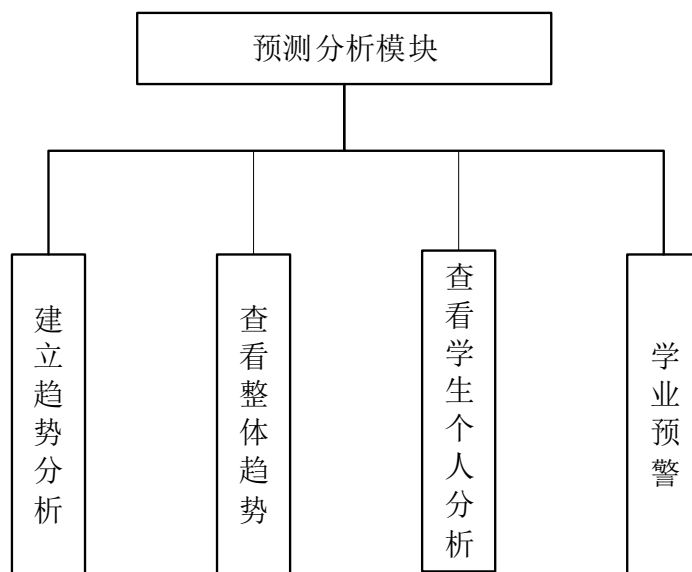 预测分析模块
建立趋势分析
查看整体趋势
查看学生个人分析
学业预警